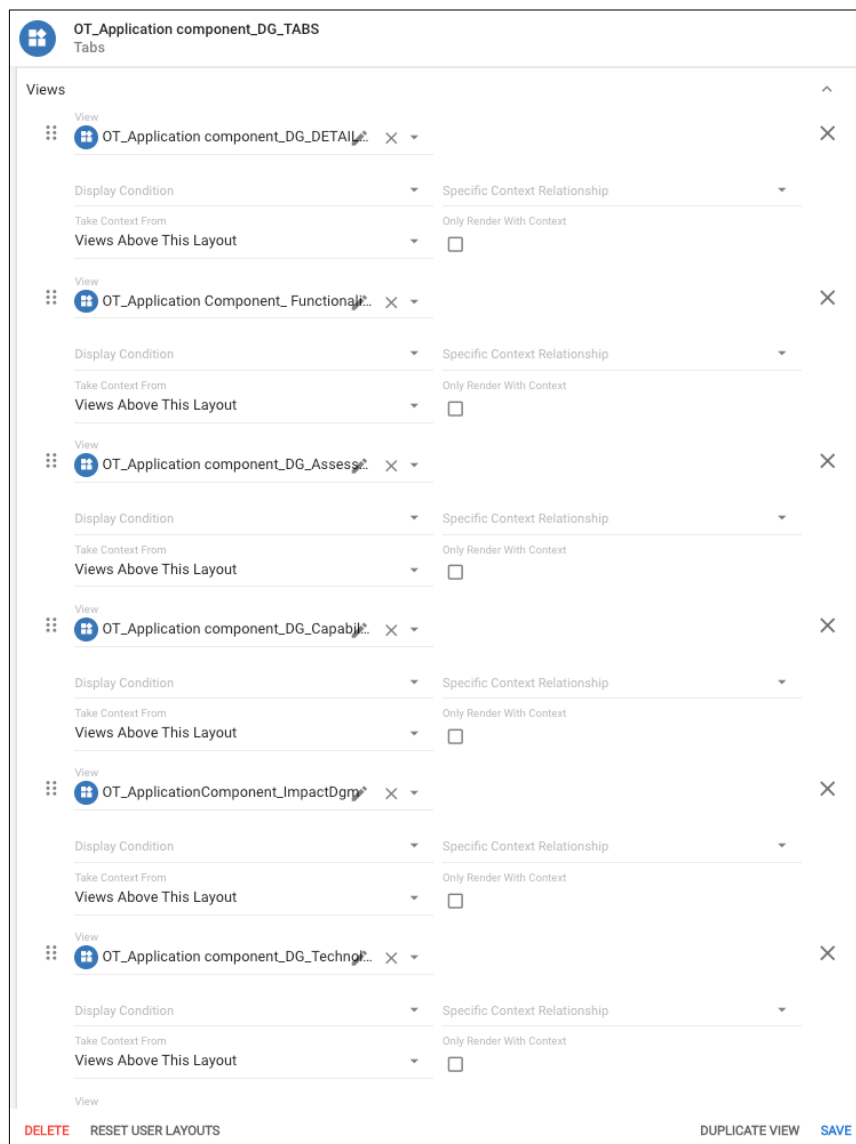 OT_Application component_DG_TABS
Tabs
Views
View
OT_Application component_DG_DETAIL...
Display Condition
Specific Context Relationship
Take Context From
Only Render With Context
Views Above This Layout
View
OT_Application Component_ Functionali...
Display Condition
Specific Context Relationship
Take Context From
Only Render With Context
Views Above This Layout
View
OT_Application component_DG_Assess...
Display Condition
Specific Context Relationship
Take Context From
Only Render With Context
Views Above This Layout
View
OT_Application component_DG_Capabil...
Display Condition
Specific Context Relationship
Take Context From
Only Render With Context
Views Above This Layout
View
OT_ApplicationComponent_ImpactDgm
Display Condition
Specific Context Relationship
Take Context From
Only Render With Context
Views Above This Layout
View
OT_Application component_DG_Technol...
Display Condition
Specific Context Relationship
Take Context From
Only Render With Context
Views Above This Layout
View
DELETE RESET USER LAYOUTS DUPLICATE VIEW SAVE